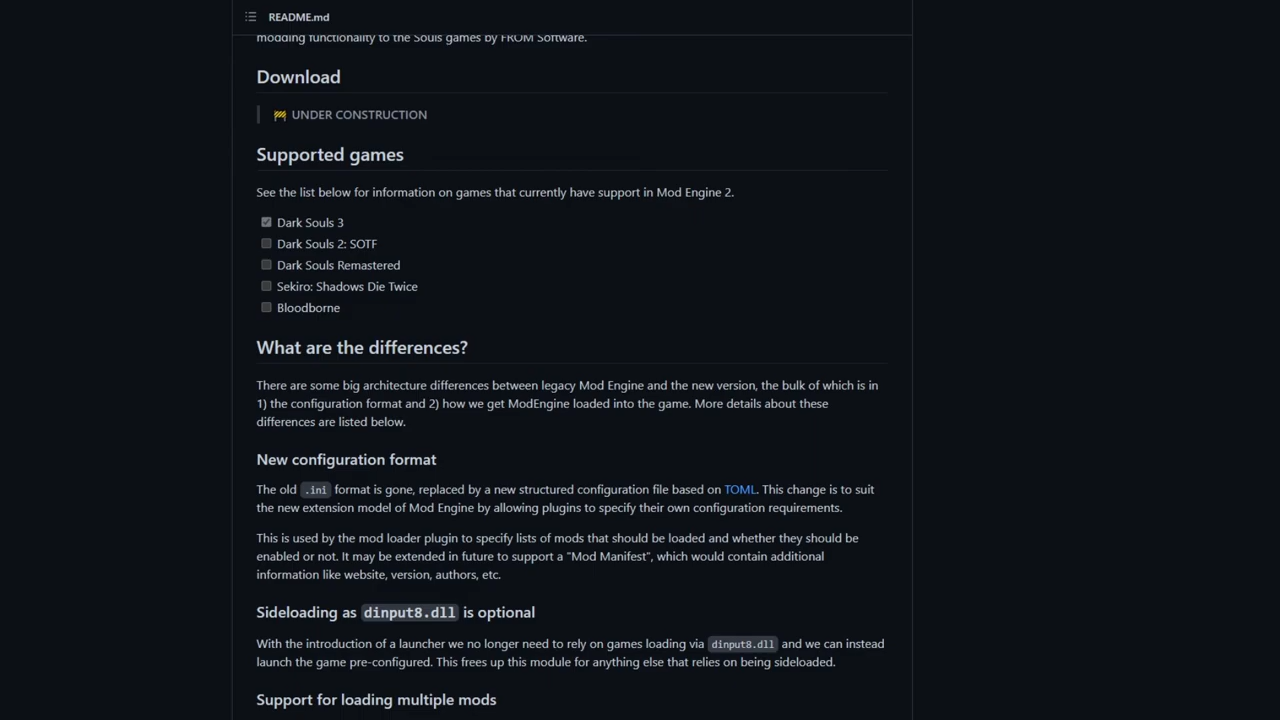 README.md
modding functionality to the Souls games by FROM Software.
Download
🚧 UNDER CONSTRUCTION
Supported games
See the list below for information on games that currently have support in Mod Engine 2.
Dark Souls 3
Dark Souls 2: SOTF
Dark Souls Remastered
Sekiro: Shadows Die Twice
Bloodborne
What are the differences?
There are some big architecture differences between legacy Mod Engine and the new version, the bulk of which is in
1) the configuration format and 2) how we get ModEngine loaded into the game. More details about these
differences are listed below.
New configuration format
The old .ini format is gone, replaced by a new structured configuration file based on TOML. This change is to suit
the new extension model of Mod Engine by allowing plugins to specify their own configuration requirements.
This is used by the mod loader plugin to specify lists of mods that should be loaded and whether they should be
enabled or not. It may be extended in future to support a "Mod Manifest", which would contain additional
information like website, version, authors, etc.
Sideloading as dinput8.dll is optional
With the introduction of a launcher we no longer need to rely on games loading via dinput8.dll and we can instead
launch the game pre-configured. This frees up this module for anything else that relies on being sideloaded.
Support for loading multiple mods